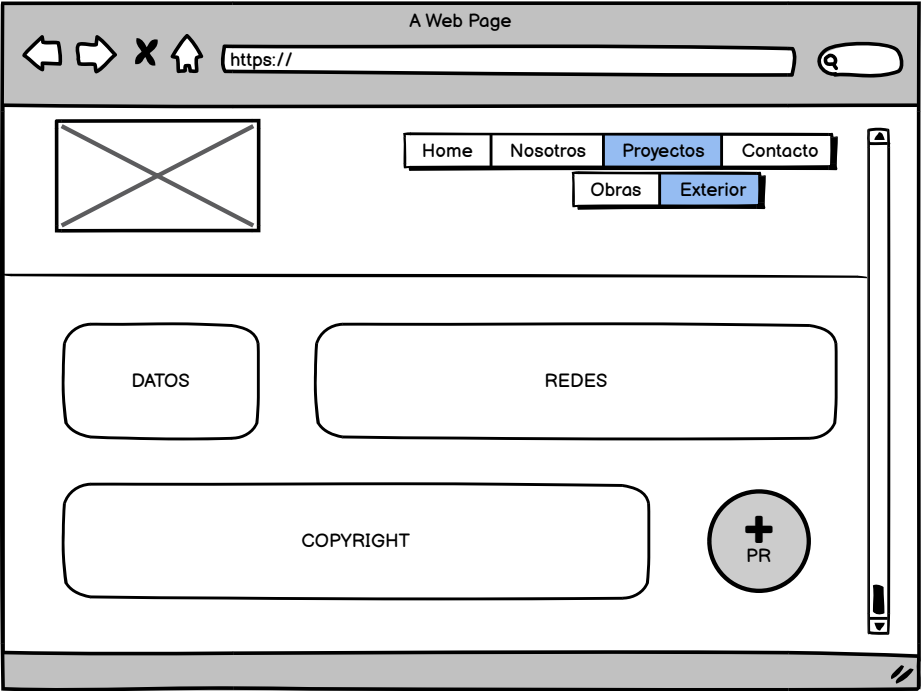 A Web Page
https://
Home Nosotros Proyectos Contacto
Obras Exterior
DATOS
REDES
COPYRIGHT
PR